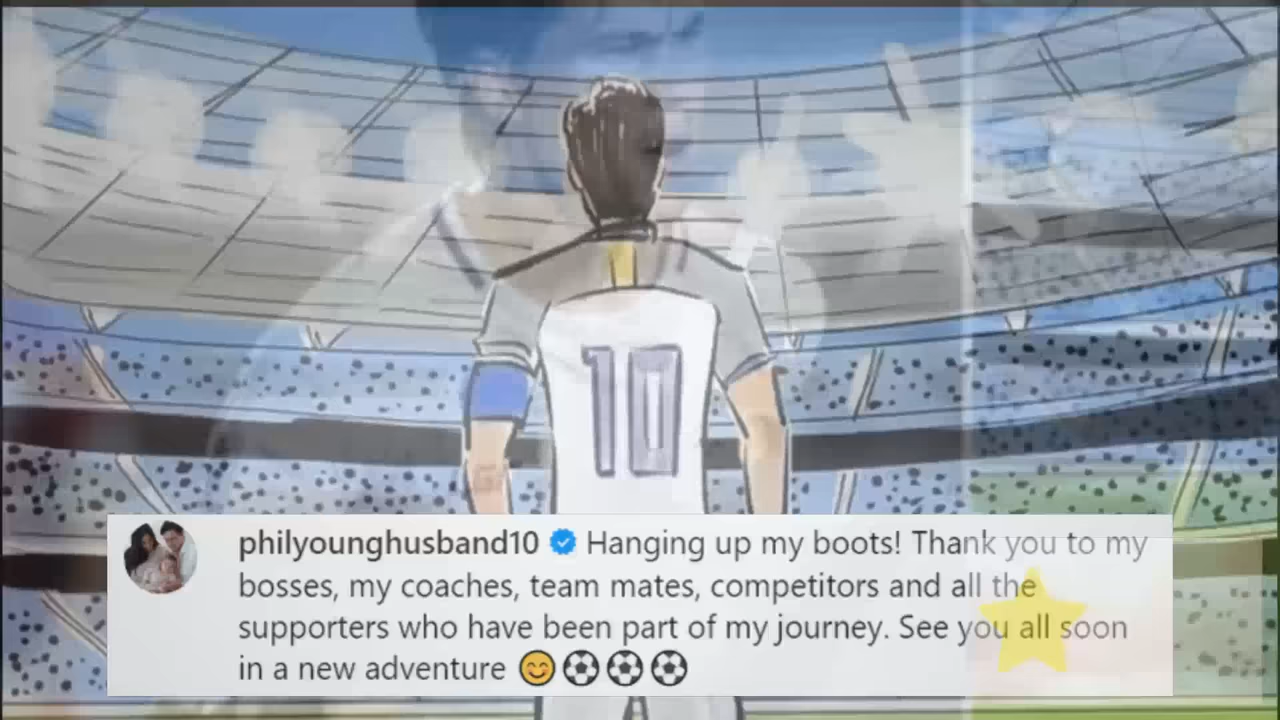 10
philyounghusband10 Hanging up my boots! Thank you to my
bosses, my coaches, team mates, competitors and all the
supporters who have been part of my journey. See you all soon
in a new adventure 😊⚽⚽⚽